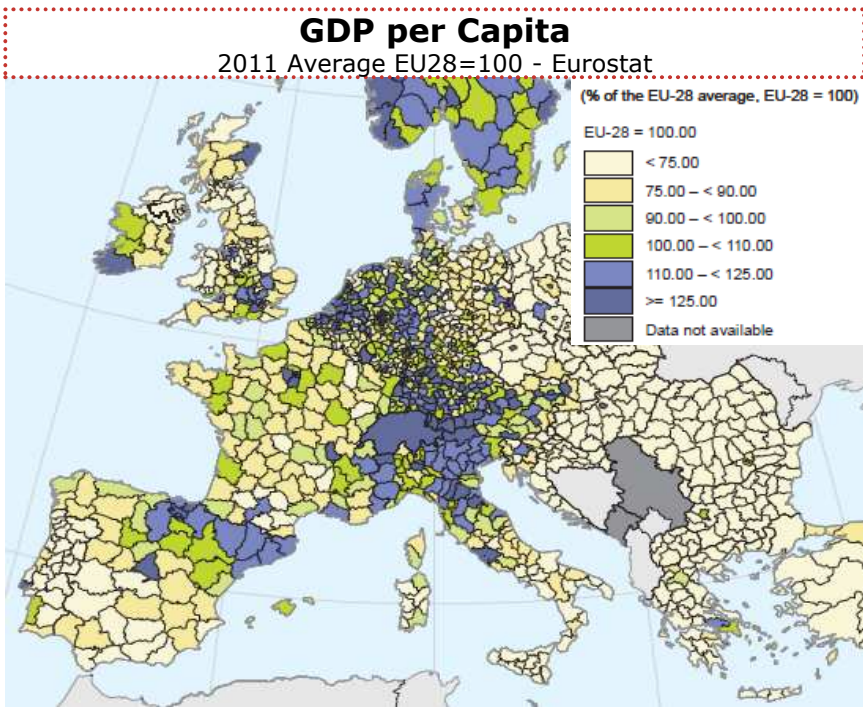 GDP per Capita
2011 Average EU28=100 - Eurostat
(% of the EU-28 average, EU-28 = 100)
EU-28 = 100.00
< 75.00
75.00 – < 90.00
90.00 – < 100.00
100.00 – < 110.00
110.00 – < 125.00
>= 125.00
Data not available